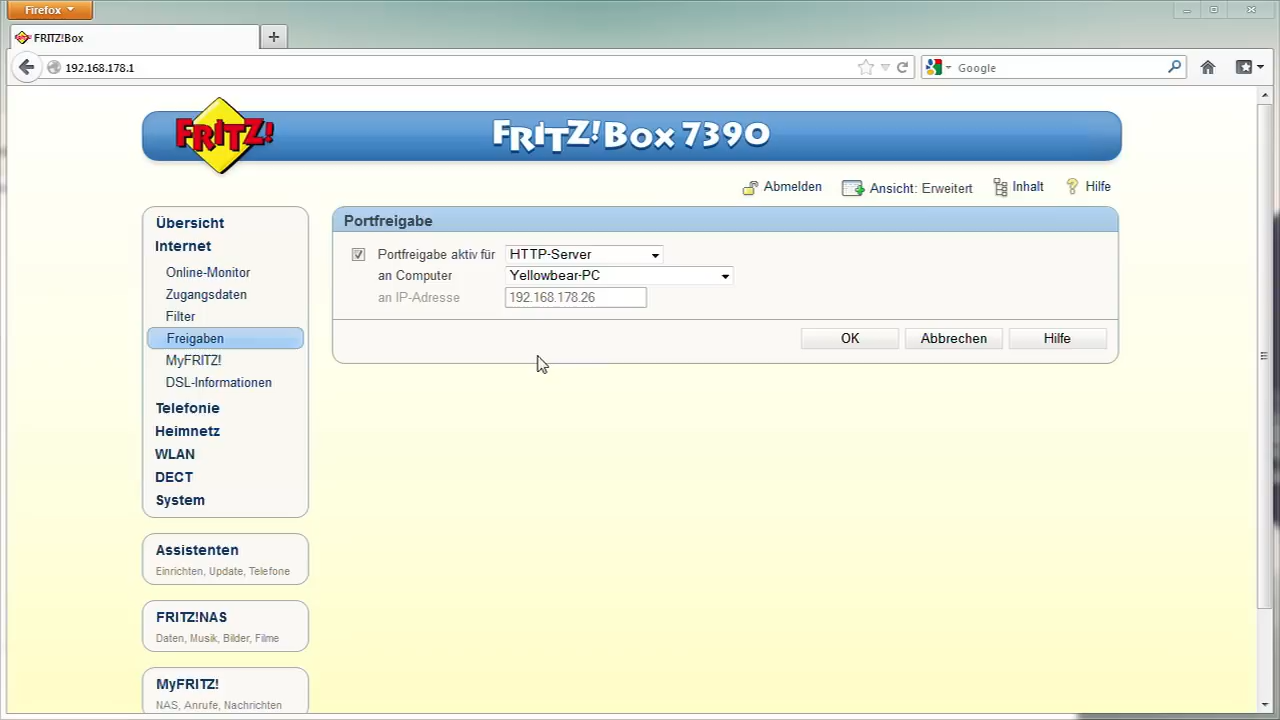 Firefox
FRITZ!Box
192.168.178.1
Google
FRITZ!
FRITZ!Box 7390
Abmelden
Ansicht: Erweitert
Inhalt
Hilfe
Übersicht
Internet
Online-Monitor
Zugangsdaten
Filter
Freigaben
MyFRITZ!
DSL-Informationen
Telefonie
Heimnetz
WLAN
DECT
System
Assistenten
Einrichten, Update, Telefone
FRITZ!NAS
Daten, Musik, Bilder, Filme
MyFRITZ!
NAS, Anrufe, Nachrichten
Portfreigabe
Portfreigabe aktiv für HTTP-Server
an Computer Yellowbear-PC
an IP-Adresse 192.168.178.26
OK Abbrechen Hilfe